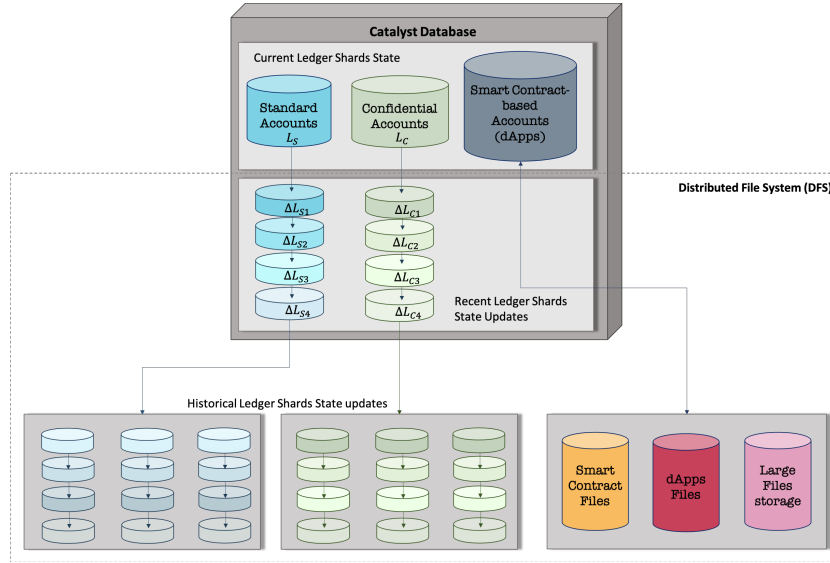 Catalyst Database
Current Ledger Shards State
Standard
Accounts
L_S
Confidential
Accounts
L_C
Smart Contract-
based
Accounts
(dApps)
Distributed File System (DFS)
ΔL_S1
ΔL_S2
ΔL_S3
ΔL_S4
ΔL_C1
ΔL_C2
ΔL_C3
ΔL_C4
Recent Ledger Shards
State Updates
Historical Ledger Shards State updates
Smart
Contract
Files
dApps
Files
Large
Files
storage